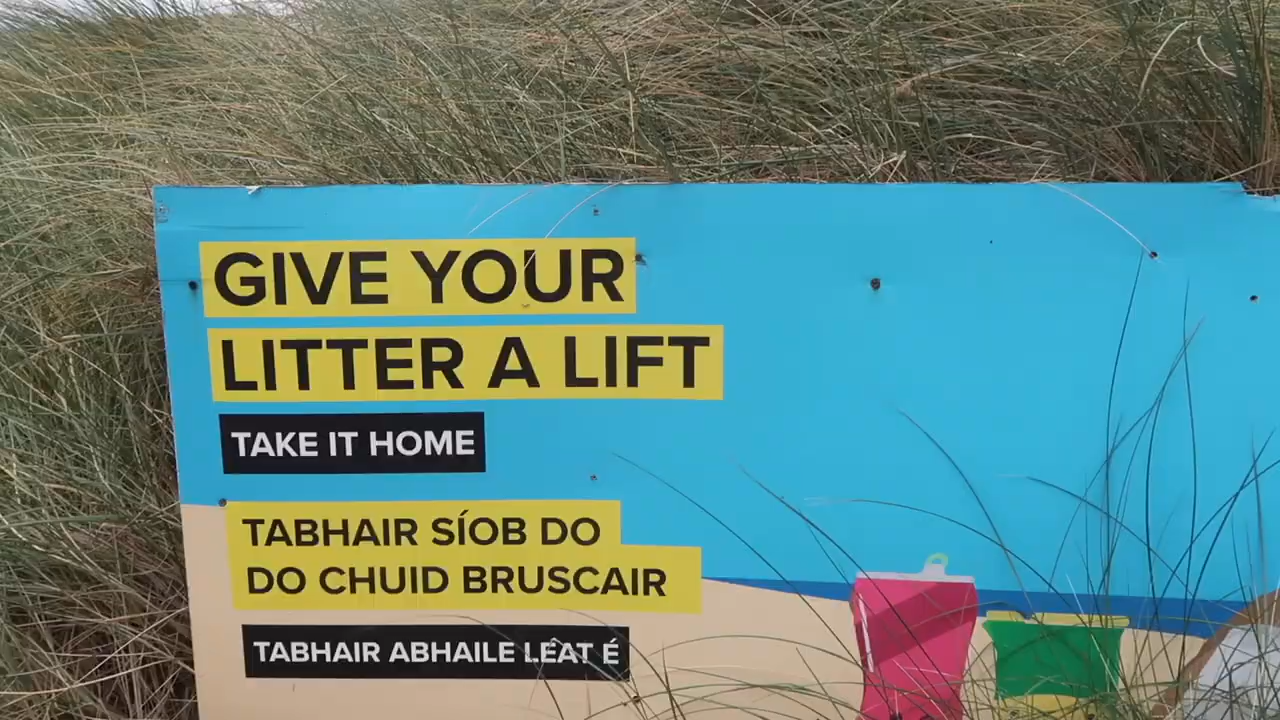 GIVE YOUR
LITTER A LIFT
TAKE IT HOME
TABHAIR SÍOB DO
DO CHUID BRUSCAIR
TABHAIR ABHAILE LEAT É